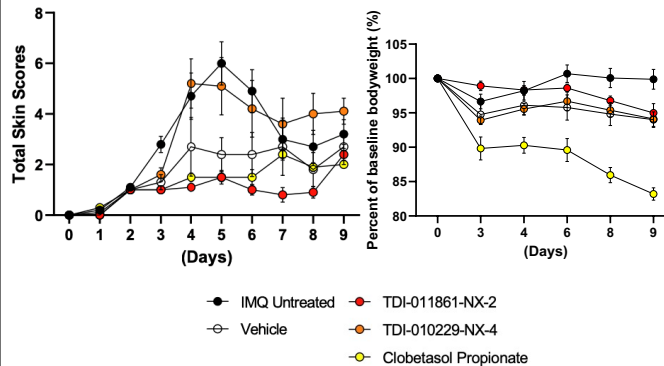 Total Skin Scores
8
6
4
2
0
0 1 2 3 4 5 6 7 8 9
(Days)
Percent of baseline bodyweight (%)
105
100
95
90
85
80
0 3 4 6 8 9
(Days)
IMQ Untreated
Vehicle
TDI-011861-NX-2
TDI-010229-NX-4
Clobetasol Propionate